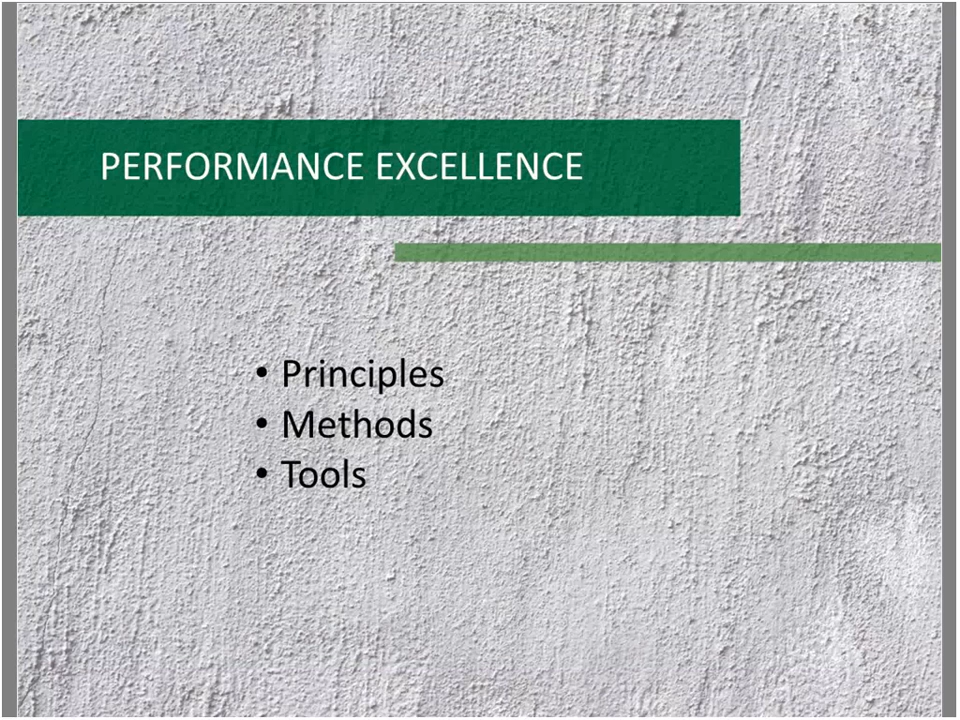 PERFORMANCE EXCELLENCE
• Principles
• Methods
• Tools